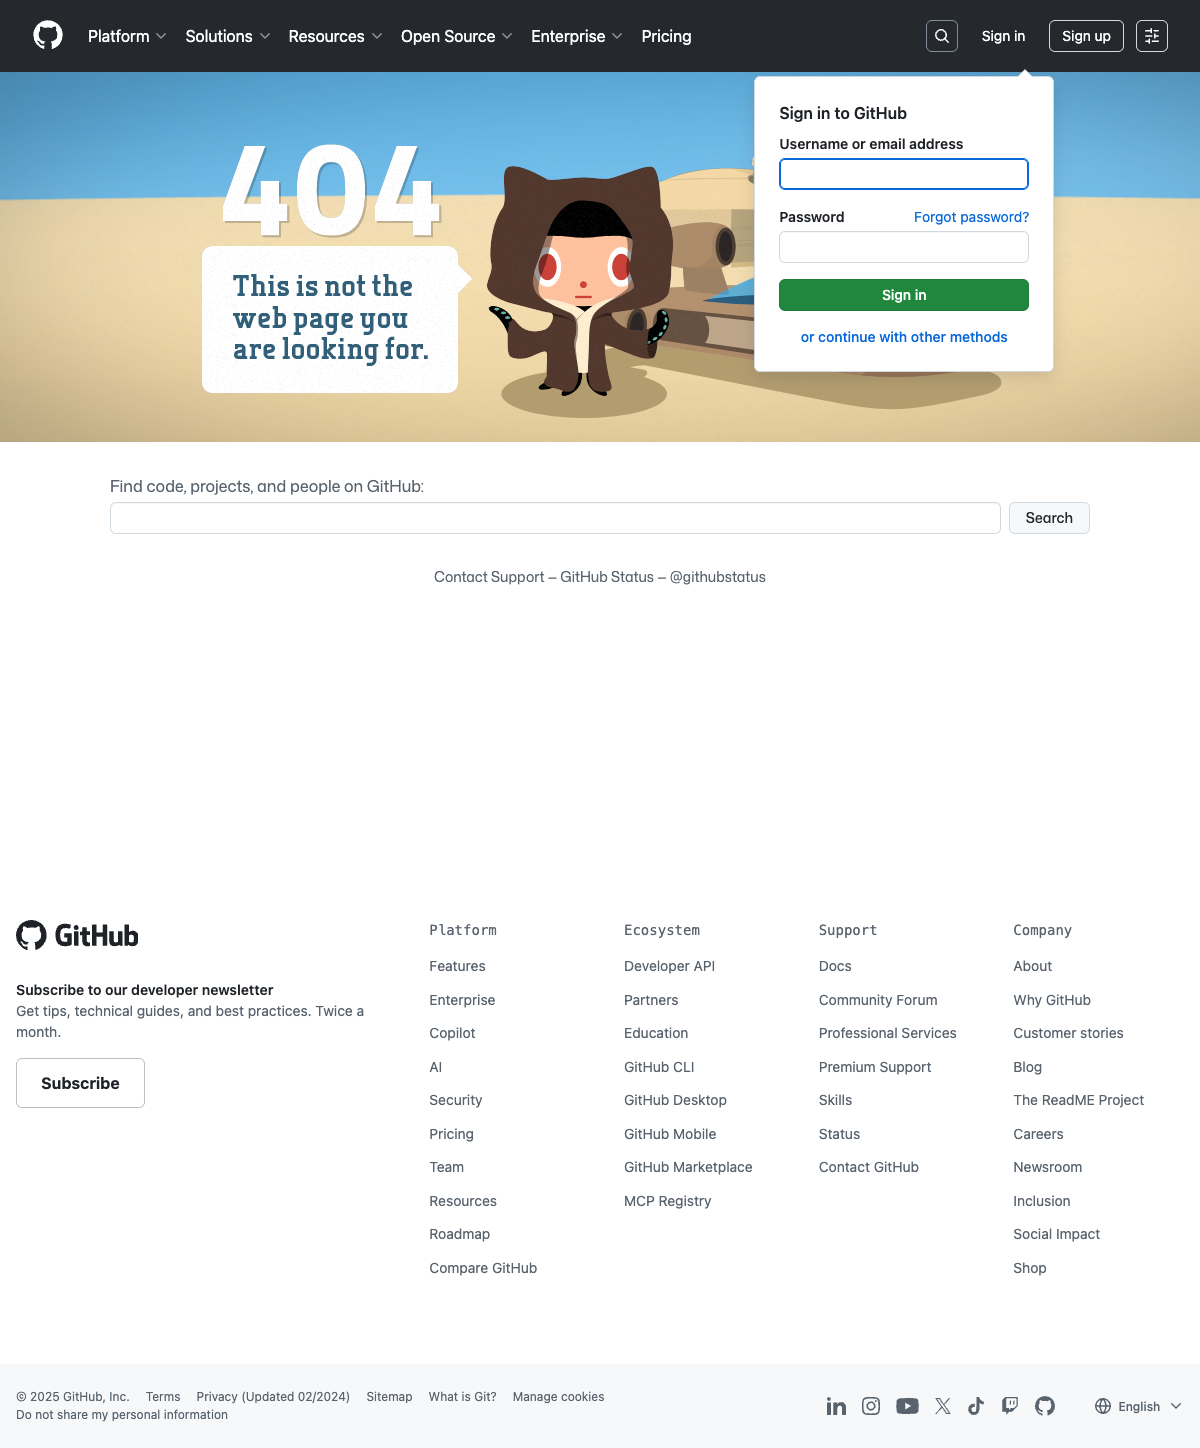 Platform
Solutions
Resources
Open Source
Enterprise
Pricing
Sign in
Sign up
404
This is not the
web page you
are looking for.
Sign in to GitHub
Username or email address
Password
Forgot password?
Sign in
or continue with other methods
Find code, projects, and people on GitHub:
Search
Contact Support — GitHub Status — @githubstatus
GitHub
Subscribe to our developer newsletter
Get tips, technical guides, and best practices. Twice a
month.
Subscribe
Platform
Features
Enterprise
Copilot
AI
Security
Pricing
Team
Resources
Roadmap
Compare GitHub
Ecosystem
Developer API
Partners
Education
GitHub CLI
GitHub Desktop
GitHub Mobile
GitHub Marketplace
MCP Registry
Support
Docs
Community Forum
Professional Services
Premium Support
Skills
Status
Contact GitHub
Company
About
Why GitHub
Customer stories
Blog
The ReadME Project
Careers
Newsroom
Inclusion
Social Impact
Shop
© 2025 GitHub, Inc.
Terms
Privacy (Updated 02/2024)
Sitemap
What is Git?
Manage cookies
Do not share my personal information
English